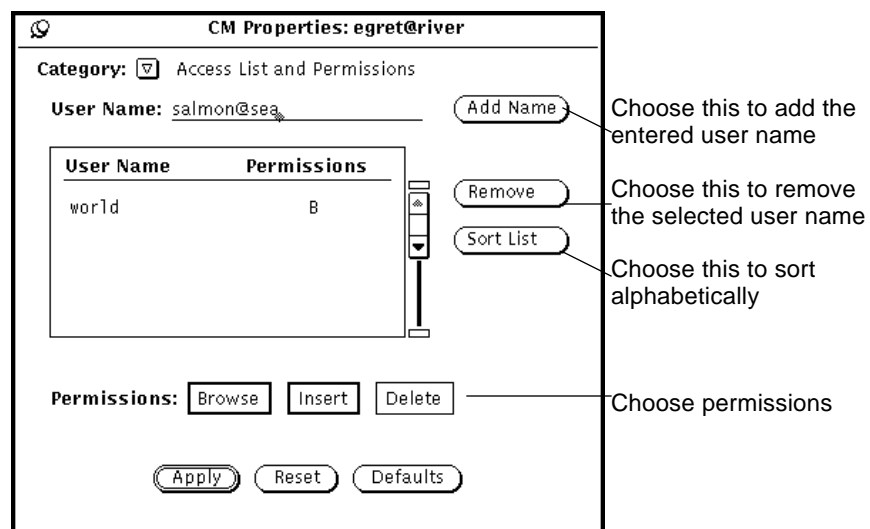 CM Properties: egret@river
Category: Access List and Permissions
User Name: salmon@sea
Add Name
Choose this to add the
entered user name
User Name Permissions
world B
Remove
Choose this to remove
the selected user name
Sort List
Choose this to sort
alphabetically
Permissions: Browse Insert Delete
Choose permissions
Apply Reset Defaults